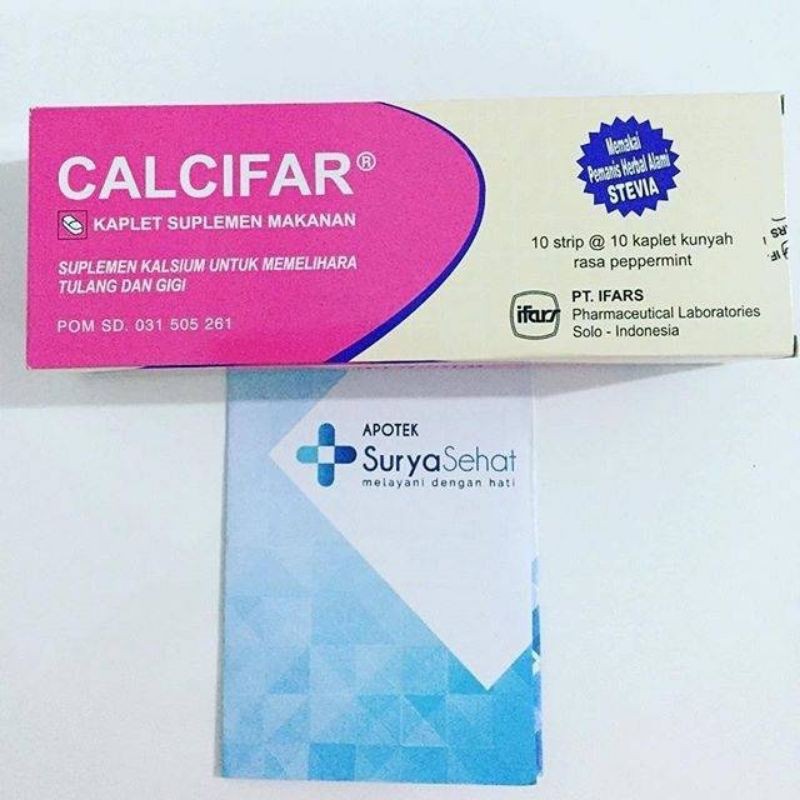 CALCIFAR®
KAPLET SUPLEMEN MAKANAN
SUPLEMEN KALSIUM UNTUK MEMELIHARA
TULANG DAN GIGI
POM SD. 031 505 261
Memakai
Pemanis Herbal Alami
STEVIA
10 strip @ 10 kaplet kunyah
rasa peppermint
ifars
PT. IFARS
Pharmaceutical Laboratories
Solo - Indonesia
APOTEK
SuryaSehat
melayani dengan hati